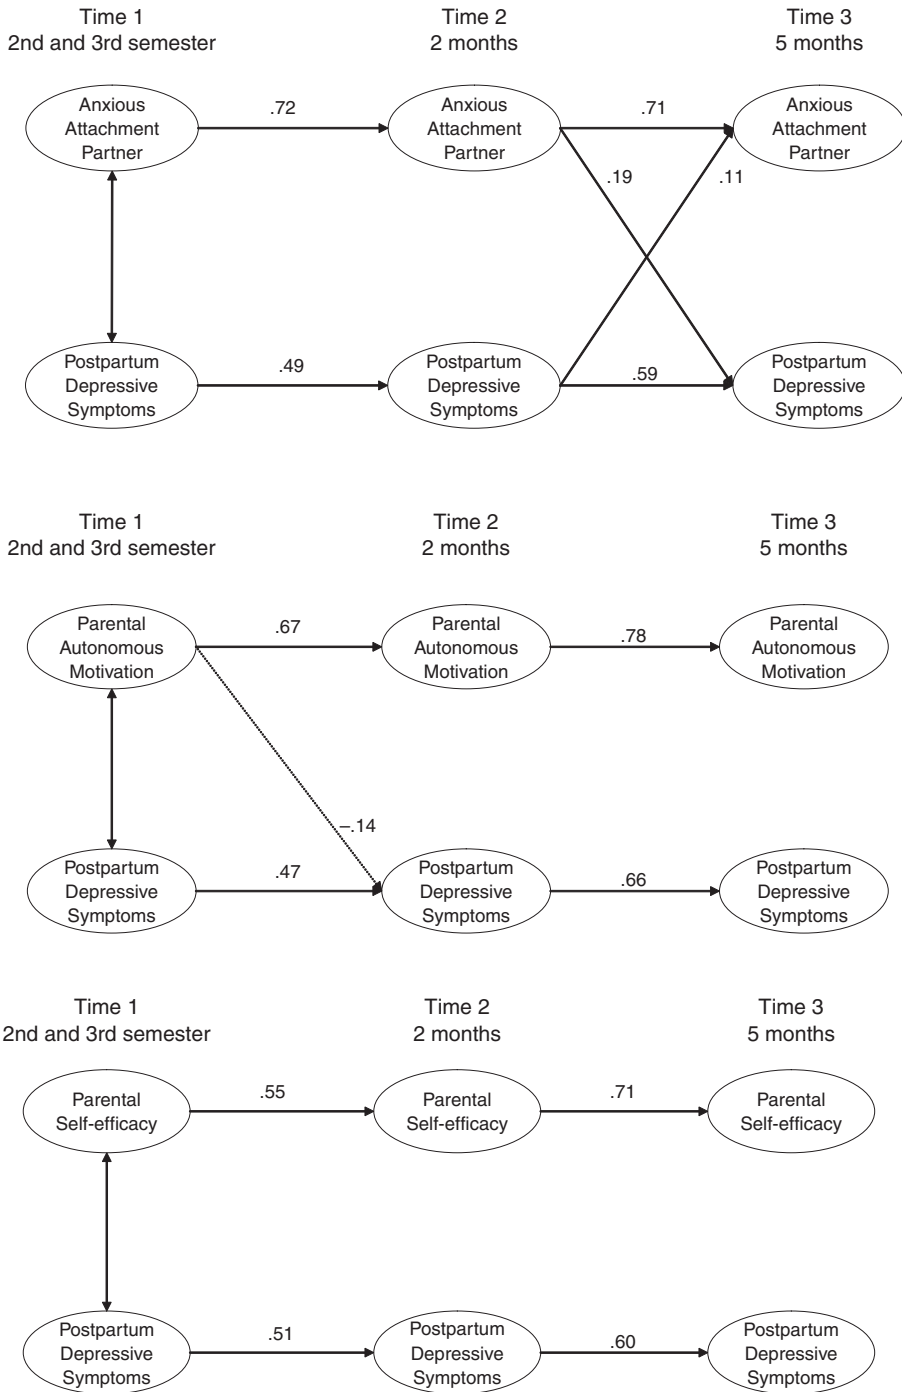 Time 1
2nd and 3rd semester
Time 2
2 months
Time 3
5 months
Anxious
Attachment
Partner
.72
Anxious
Attachment
Partner
.71
Anxious
Attachment
Partner
.19
.11
Postpartum
Depressive
Symptoms
.49
Postpartum
Depressive
Symptoms
.59
Postpartum
Depressive
Symptoms
Time 1
2nd and 3rd semester
Time 2
2 months
Time 3
5 months
Parental
Autonomous
Motivation
.67
Parental
Autonomous
Motivation
.78
Parental
Autonomous
Motivation
–.14
Postpartum
Depressive
Symptoms
.47
Postpartum
Depressive
Symptoms
.66
Postpartum
Depressive
Symptoms
Time 1
2nd and 3rd semester
Time 2
2 months
Time 3
5 months
Parental
Self-efficacy
.55
Parental
Self-efficacy
.71
Parental
Self-efficacy
Postpartum
Depressive
Symptoms
.51
Postpartum
Depressive
Symptoms
.60
Postpartum
Depressive
Symptoms